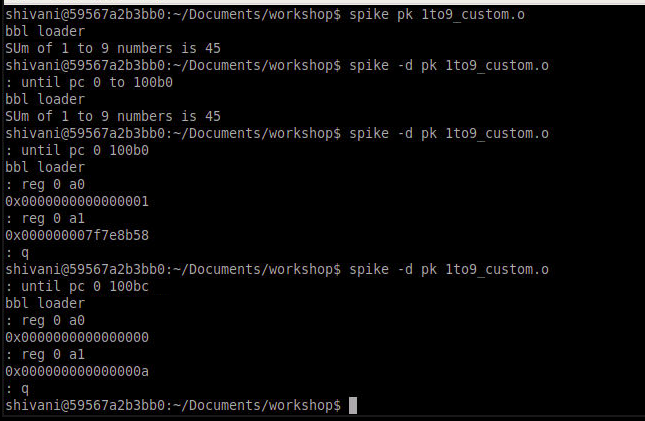 shivani@59567a2b3bb0:~/Documents/workshop$ spike pk 1to9_custom.o
bbl loader
SUm of 1 to 9 numbers is 45
shivani@59567a2b3bb0:~/Documents/workshop$ spike -d pk 1to9_custom.o
: until pc 0 to 100b0
bbl loader
SUm of 1 to 9 numbers is 45
shivani@59567a2b3bb0:~/Documents/workshop$ spike -d pk 1to9_custom.o
: until pc 0 100b0
bbl loader
: reg 0 a0
0x0000000000000001
: reg 0 a1
0x000000007f7e8b58
: q
shivani@59567a2b3bb0:~/Documents/workshop$ spike -d pk 1to9_custom.o
: until pc 0 100bc
bbl loader
: reg 0 a0
0x0000000000000000
: reg 0 a1
0x000000000000000a
: q
shivani@59567a2b3bb0:~/Documents/workshop$